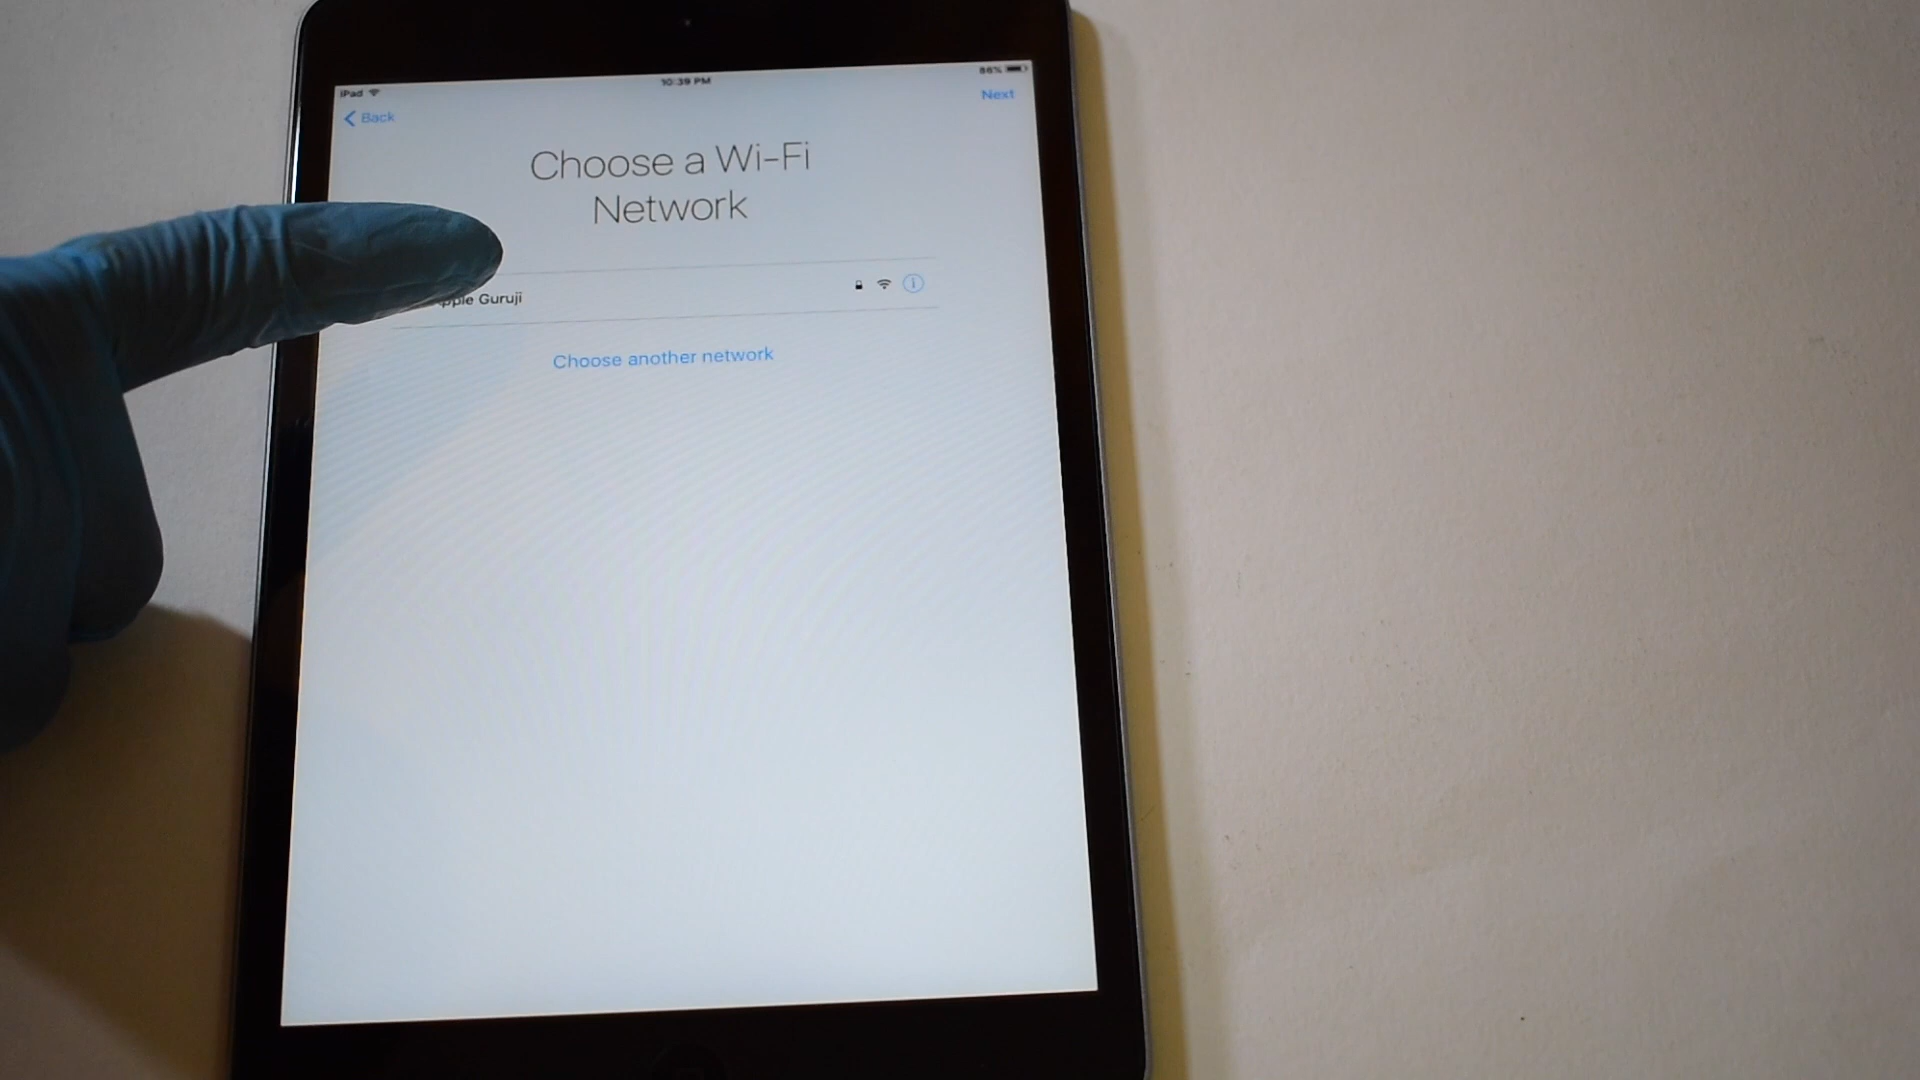 iPad
10:39 PM
86%
Back
Next
Choose a Wi-Fi
Network
Guruji
Choose another network